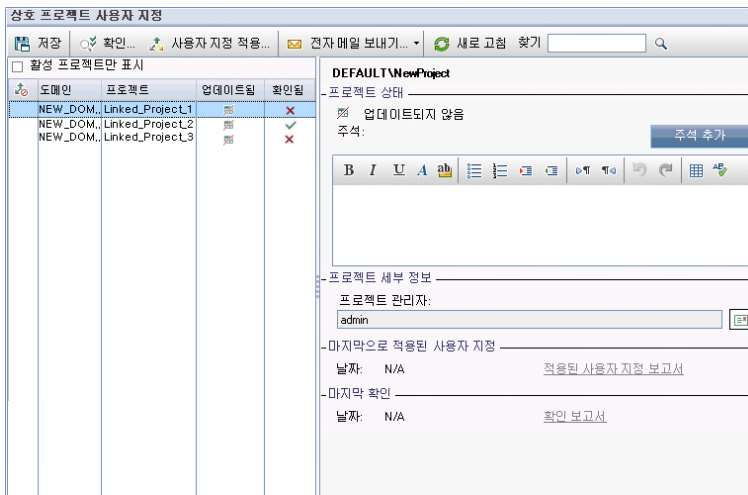 상호 프로젝트 사용자 지정
저장 확인... 사용자 지정 적용... 전자 메일 보내기... 새로 고침 찾기
활성 프로젝트만 표시
도메인 프로젝트 업데이트됨 확인됨
NEW_DOM,, Linked_Project_1
NEW_DOM,, Linked_Project_2
NEW_DOM,, Linked_Project_3
DEFAULT\NewProject
프로젝트 상태
업데이트되지 않음
주석:
주석 추가
B I U A ab
프로젝트 세부 정보
프로젝트 관리자:
admin
마지막으로 적용된 사용자 지정
날짜: N/A 적용된 사용자 지정 보고서
마지막 확인
날짜: N/A 확인 보고서